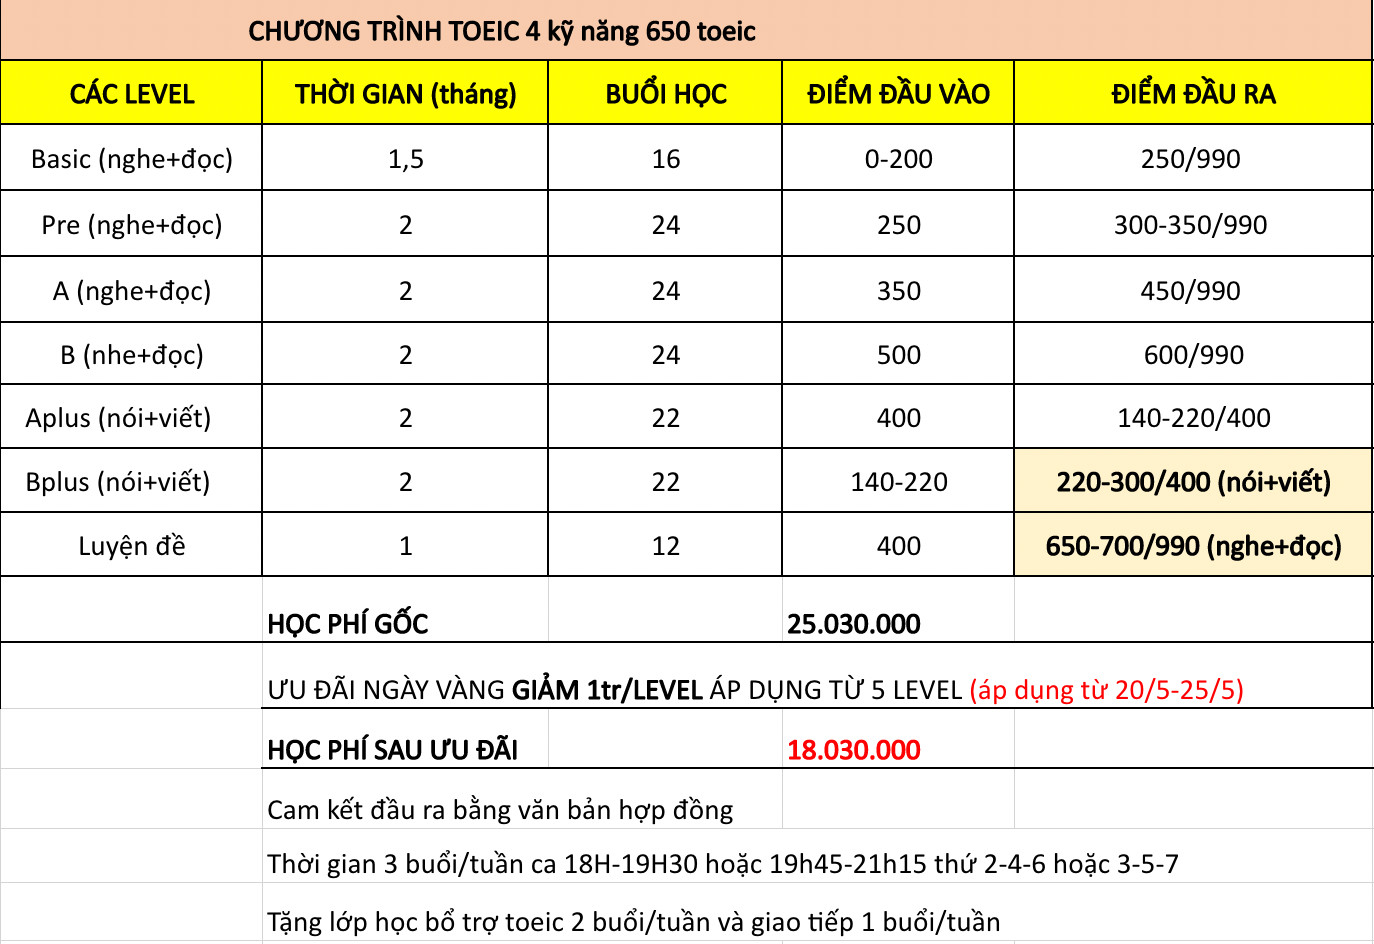 CHƯƠNG TRÌNH TOEIC 4 kỹ năng 650 toeic
CÁC LEVEL THỜI GIAN (tháng) BUỔI HỌC ĐIỂM ĐẦU VÀO ĐIỂM ĐẦU RA
Basic (nghe+đọc) 1,5 16 0-200 250/990
Pre (nghe+đọc) 2 24 250 300-350/990
A (nghe+đọc) 2 24 350 450/990
B (nhe+đọc) 2 24 500 600/990
Aplus (nói+viết) 2 22 400 140-220/400
Bplus (nói+viết) 2 22 140-220 220-300/400 (nói+viết)
Luyện đề 1 12 400 650-700/990 (nghe+đọc)
HỌC PHÍ GỐC 25.030.000
ƯU ĐÃI NGÀY VÀNG GIẢM 1tr/LEVEL ÁP DỤNG TỪ 5 LEVEL (áp dụng từ 20/5-25/5)
HỌC PHÍ SAU ƯU ĐÃI 18.030.000
Cam kết đầu ra bằng văn bản hợp đồng
Thời gian 3 buổi/tuần ca 18H-19H30 hoặc 19h45-21h15 thứ 2-4-6 hoặc 3-5-7
Tặng lớp học bổ trợ toeic 2 buổi/tuần và giao tiếp 1 buổi/tuần